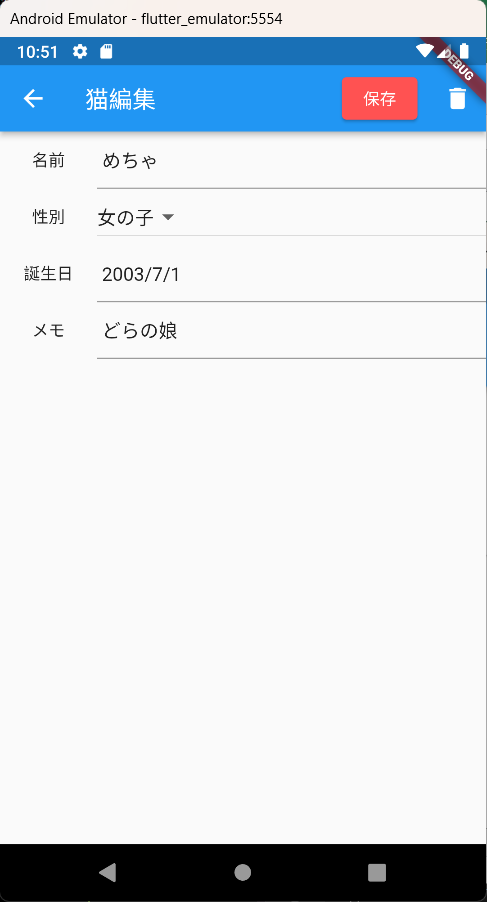 Android Emulator - flutter_emulator:5554
10:51
DEBUG
猫編集
保存
名前 めちゃ
性別 女の子
誕生日 2003/7/1
メモ どらの娘